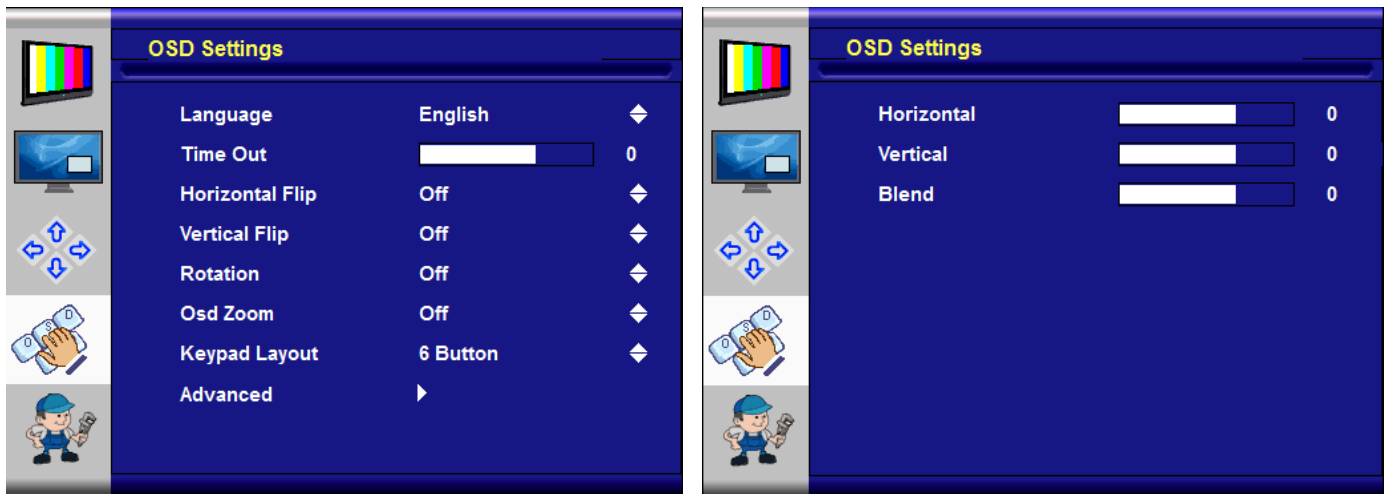 OSD Settings
Language English
Time Out 0
Horizontal Flip Off
Vertical Flip Off
Rotation Off
Osd Zoom Off
Keypad Layout 6 Button
Advanced
O S D
OSD Settings
Horizontal 0
Vertical 0
Blend 0
O S D